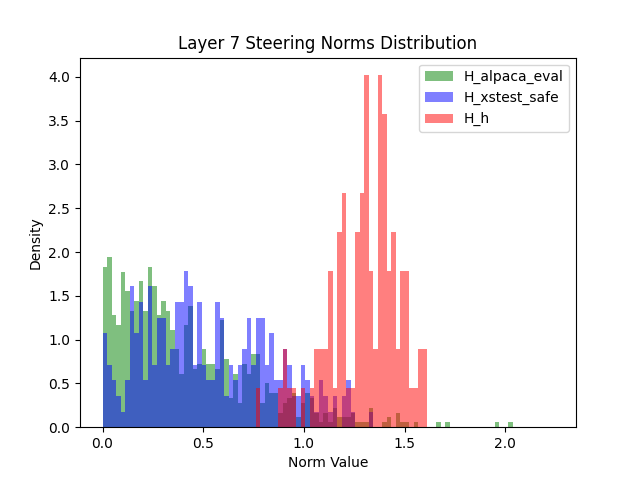 Layer 7 Steering Norms Distribution
H_alpaca_eval
H_xstest_safe
H_h
4.0
3.5
3.0
2.5
2.0
1.5
1.0
0.5
0.0
Density
0.0 0.5 1.0 1.5 2.0
Norm Value